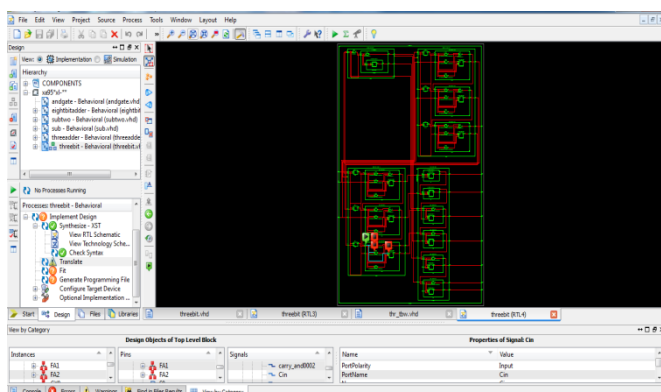 File Edit View Project Source Process Tools Window Layout Help
Design
View: Implementation Simulation
Hierarchy
COMPONENTS
xa95*xl-**
andgate - Behavioral (andgate.vhd
eightbitadder - Behavioral (eightbit
subtwo - Behavioral (subtwo.vhd)
sub - Behavioral (sub.vhd)
threeadder - Behavioral (threeadde
threebit - Behavioral (threebit.vh
No Processes Running
Processes: threebit - Behavioral
Implement Design
Synthesize - XST
View RTL Schematic
View Technology Sche...
Check Syntax
Translate
Fit
Generate Programming File
Configure Target Device
Optional Implementation ...
Start Design Files Libraries threebit.vhd threebit (RTL3) thr_tbw.vhd threebit (RTL4)
View by Category
Design Objects of Top Level Block Properties of Signal Cin
Instances Pins Signals Name Value
FA1 FA1 carry_and0002 PortPolarity Input
FA2 FA2 Cin PortName Cin
Console Errors Warnings Find in Files Results View by Category